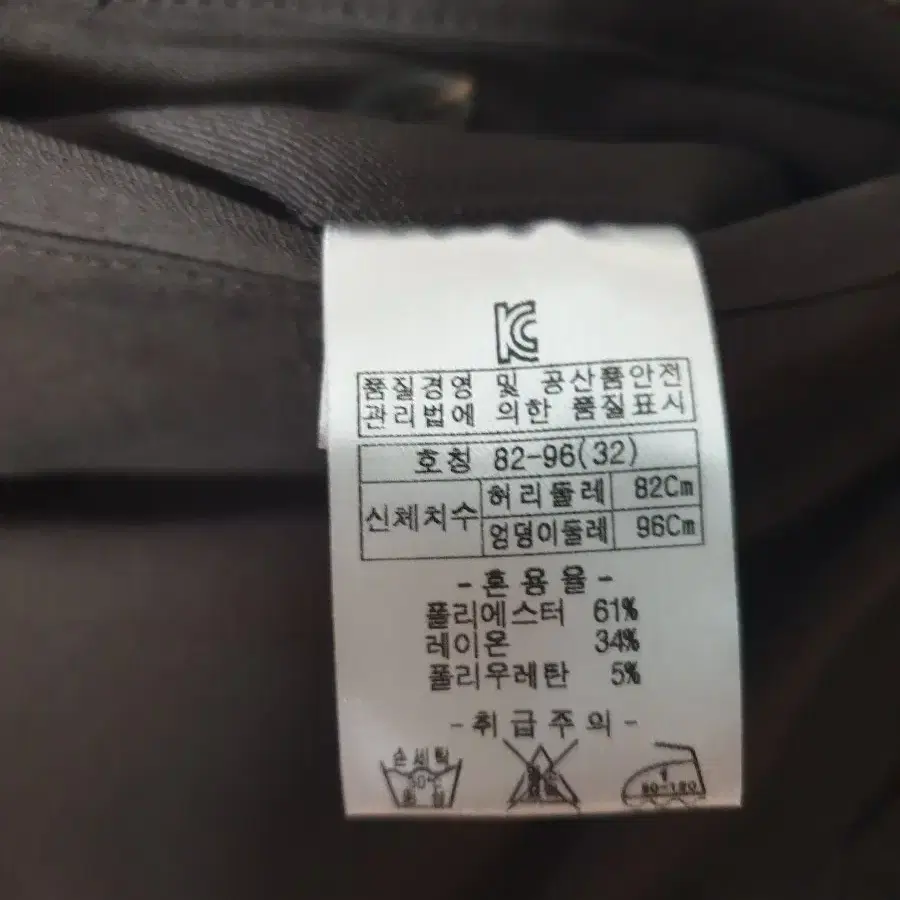 KC
품질경영 및 공산품안전
관리법에 의한 품질표시
호칭 82-96(32)
신체치수 허리둘레 82Cm
엉덩이둘레 96Cm
-혼용율-
폴리에스터 61%
레이온 34%
폴리우레탄 5%
-취급주의-
손세탁
80-120